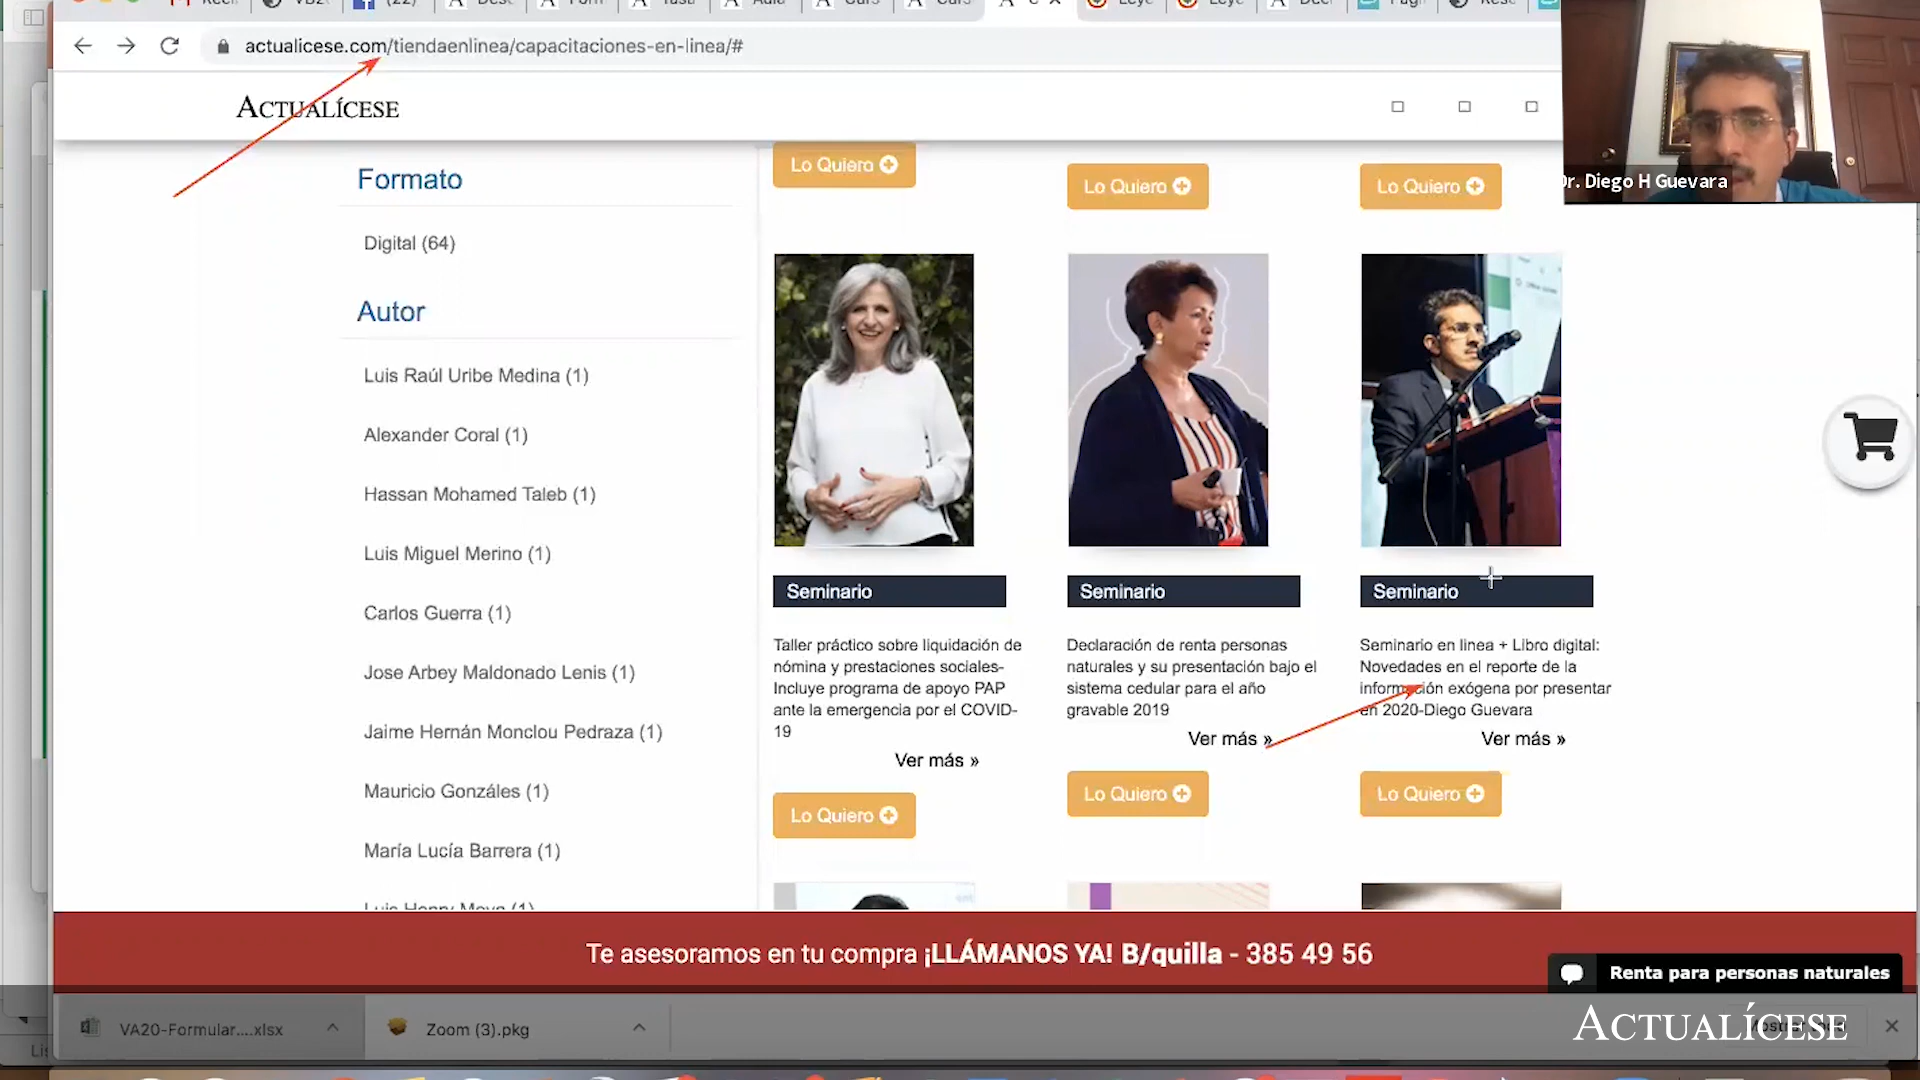 actualicese.com/tiendaenlinea/capacitaciones-en-linea/#
ACTUALÍCESE
Dr. Diego H Guevara
Formato
Digital (64)
Autor
Luis Raúl Uribe Medina (1)
Alexander Coral (1)
Hassan Mohamed Taleb (1)
Luis Miguel Merino (1)
Carlos Guerra (1)
Jose Arbey Maldonado Lenis (1)
Jaime Hernán Monclou Pedraza (1)
Mauricio Gonzáles (1)
María Lucía Barrera (1)
Lo Quiero
Lo Quiero
Lo Quiero
Seminario
Taller práctico sobre liquidación de
nómina y prestaciones sociales-
Incluye programa de apoyo PAP
ante la emergencia por el COVID-
19
Ver más »
Lo Quiero
Seminario
Declaración de renta personas
naturales y su presentación bajo el
sistema cedular para el año
gravable 2019
Ver más »
Lo Quiero
Seminario
Seminario en linea + Libro digital:
Novedades en el reporte de la
información exógena por presentar
en 2020-Diego Guevara
Ver más »
Lo Quiero
Te asesoramos en tu compra ¡LLÁMANOS YA! B/quilla - 385 49 56
Renta para personas naturales
VA20-Formular....xlsx
Zoom (3).pkg
ACTUALÍCESE